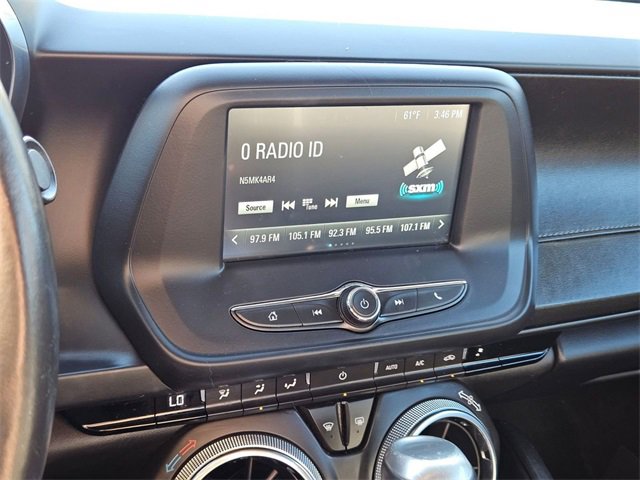 61°F 3:46 PM
0 RADIO ID
N5MK4AR4
sxm
Source Tune Menu
97.9 FM 105.1 FM 92.3 FM 95.5 FM 107.1 FM
LO AUTO A/C